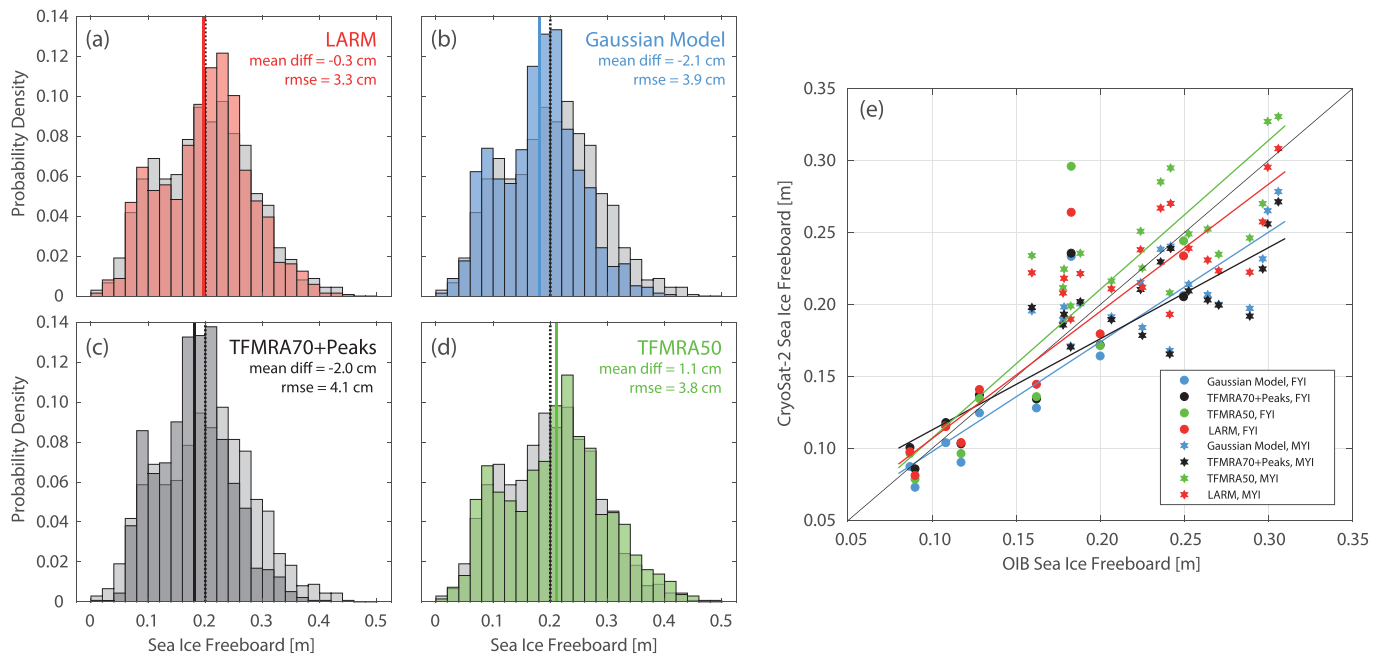 (a)
LARM
mean diff = -0.3 cm
rmse = 3.3 cm
0.14
0.12
0.10
0.08
0.06
0.04
0.02
0
Probability Density
(b)
Gaussian Model
mean diff = -2.1 cm
rmse = 3.9 cm
(c)
TFMRA70+Peaks
mean diff = -2.0 cm
rmse = 4.1 cm
0.14
0.12
0.10
0.08
0.06
0.04
0.02
0
Probability Density
0 0.1 0.2 0.3 0.4 0.5
Sea Ice Freeboard [m]
(d)
TFMRA50
mean diff = 1.1 cm
rmse = 3.8 cm
0 0.1 0.2 0.3 0.4 0.5
Sea Ice Freeboard [m]
(e)
0.35
0.30
0.25
0.20
0.15
0.10
0.05
CryoSat-2 Sea Ice Freeboard [m]
Gaussian Model, FYI
TFMRA70+Peaks, FYI
TFMRA50, FYI
LARM, FYI
Gaussian Model, MYI
TFMRA70+Peaks, MYI
TFMRA50, MYI
LARM, MYI
0.05 0.10 0.15 0.20 0.25 0.30 0.35
OIB Sea Ice Freeboard [m]